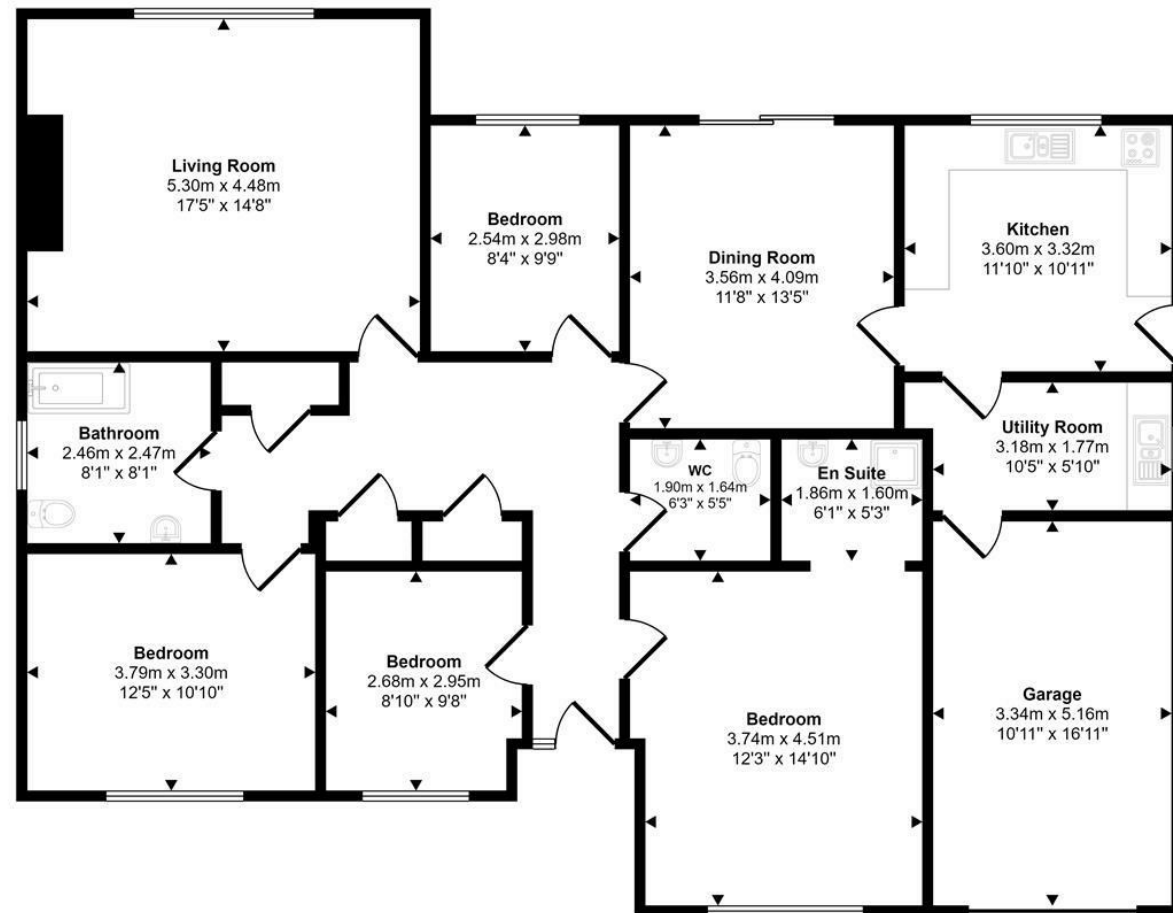 Living Room
5.30m x 4.48m
17'5" x 14'8"
Bedroom
2.54m x 2.98m
8'4" x 9'9"
Dining Room
3.56m x 4.09m
11'8" x 13'5"
Kitchen
3.60m x 3.32m
11'10" x 10'11"
Bathroom
2.46m x 2.47m
8'1" x 8'1"
WC
1.90m x 1.64m
6'3" x 5'5"
En Suite
1.86m x 1.60m
6'1" x 5'3"
Utility Room
3.18m x 1.77m
10'5" x 5'10"
Bedroom
3.79m x 3.30m
12'5" x 10'10"
Bedroom
2.68m x 2.95m
8'10" x 9'8"
Bedroom
3.74m x 4.51m
12'3" x 14'10"
Garage
3.34m x 5.16m
10'11" x 16'11"